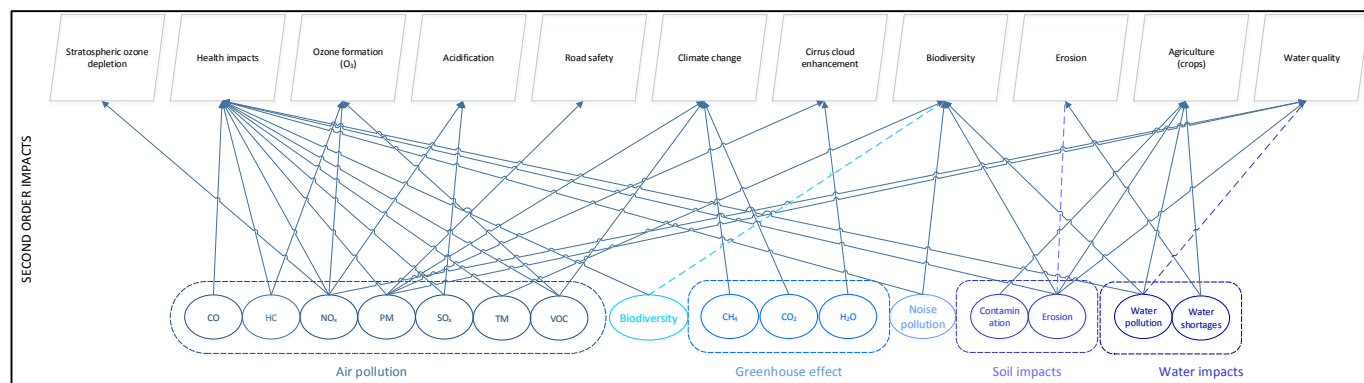 Stratospheric ozone
depletion
Health impacts
Ozone formation
(O₃)
Acidification
Road safety
Climate change
Cirrus cloud
enhancement
Biodiversity
Erosion
Agriculture
(crops)
Water quality
SECOND ORDER IMPACTS
CO
HC
NOₓ
PM
SOₓ
TM
VOC
Biodiversity
CH₄
CO₂
H₂O
Noise
pollution
Contamin
ation
Erosion
Water
pollution
Water
shortages
Air pollution
Greenhouse effect
Soil impacts
Water impacts